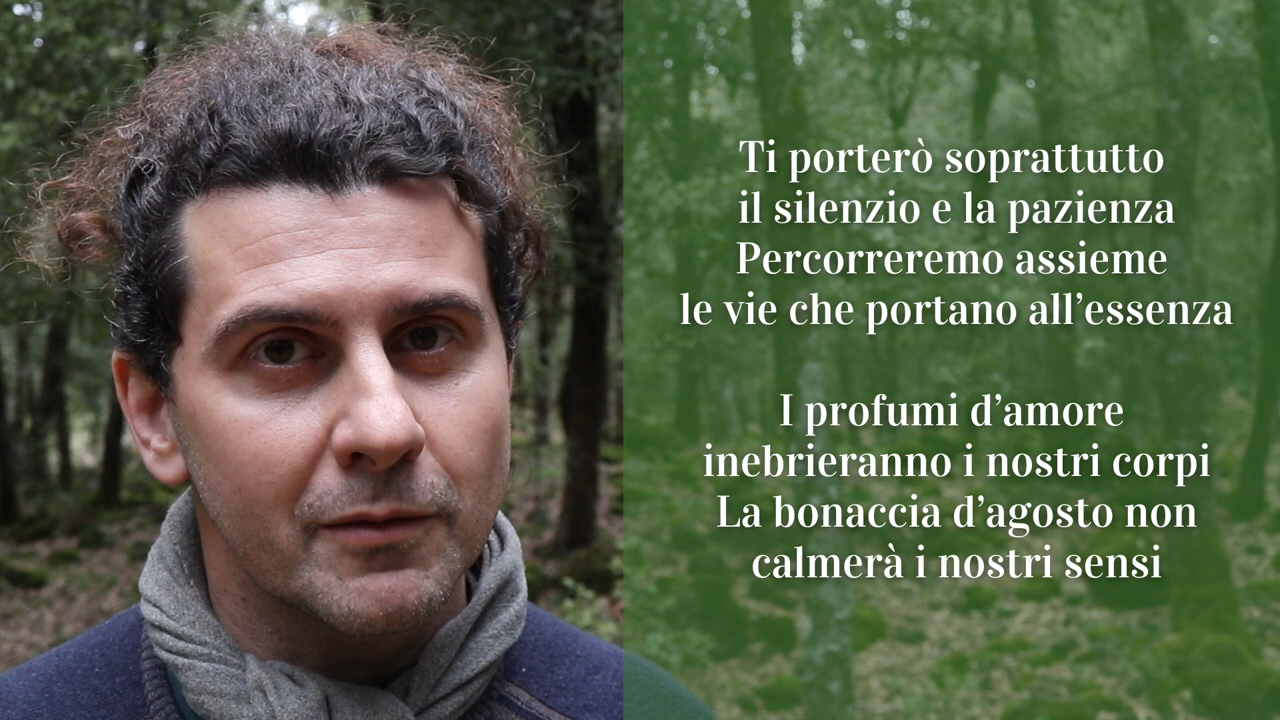 Ti porterò soprattutto
il silenzio e la pazienza
Percorreremo assieme
le vie che portano all’essenza
I profumi d’amore
inebrieranno i nostri corpi
La bonaccia d’agosto non
calmerà i nostri sensi